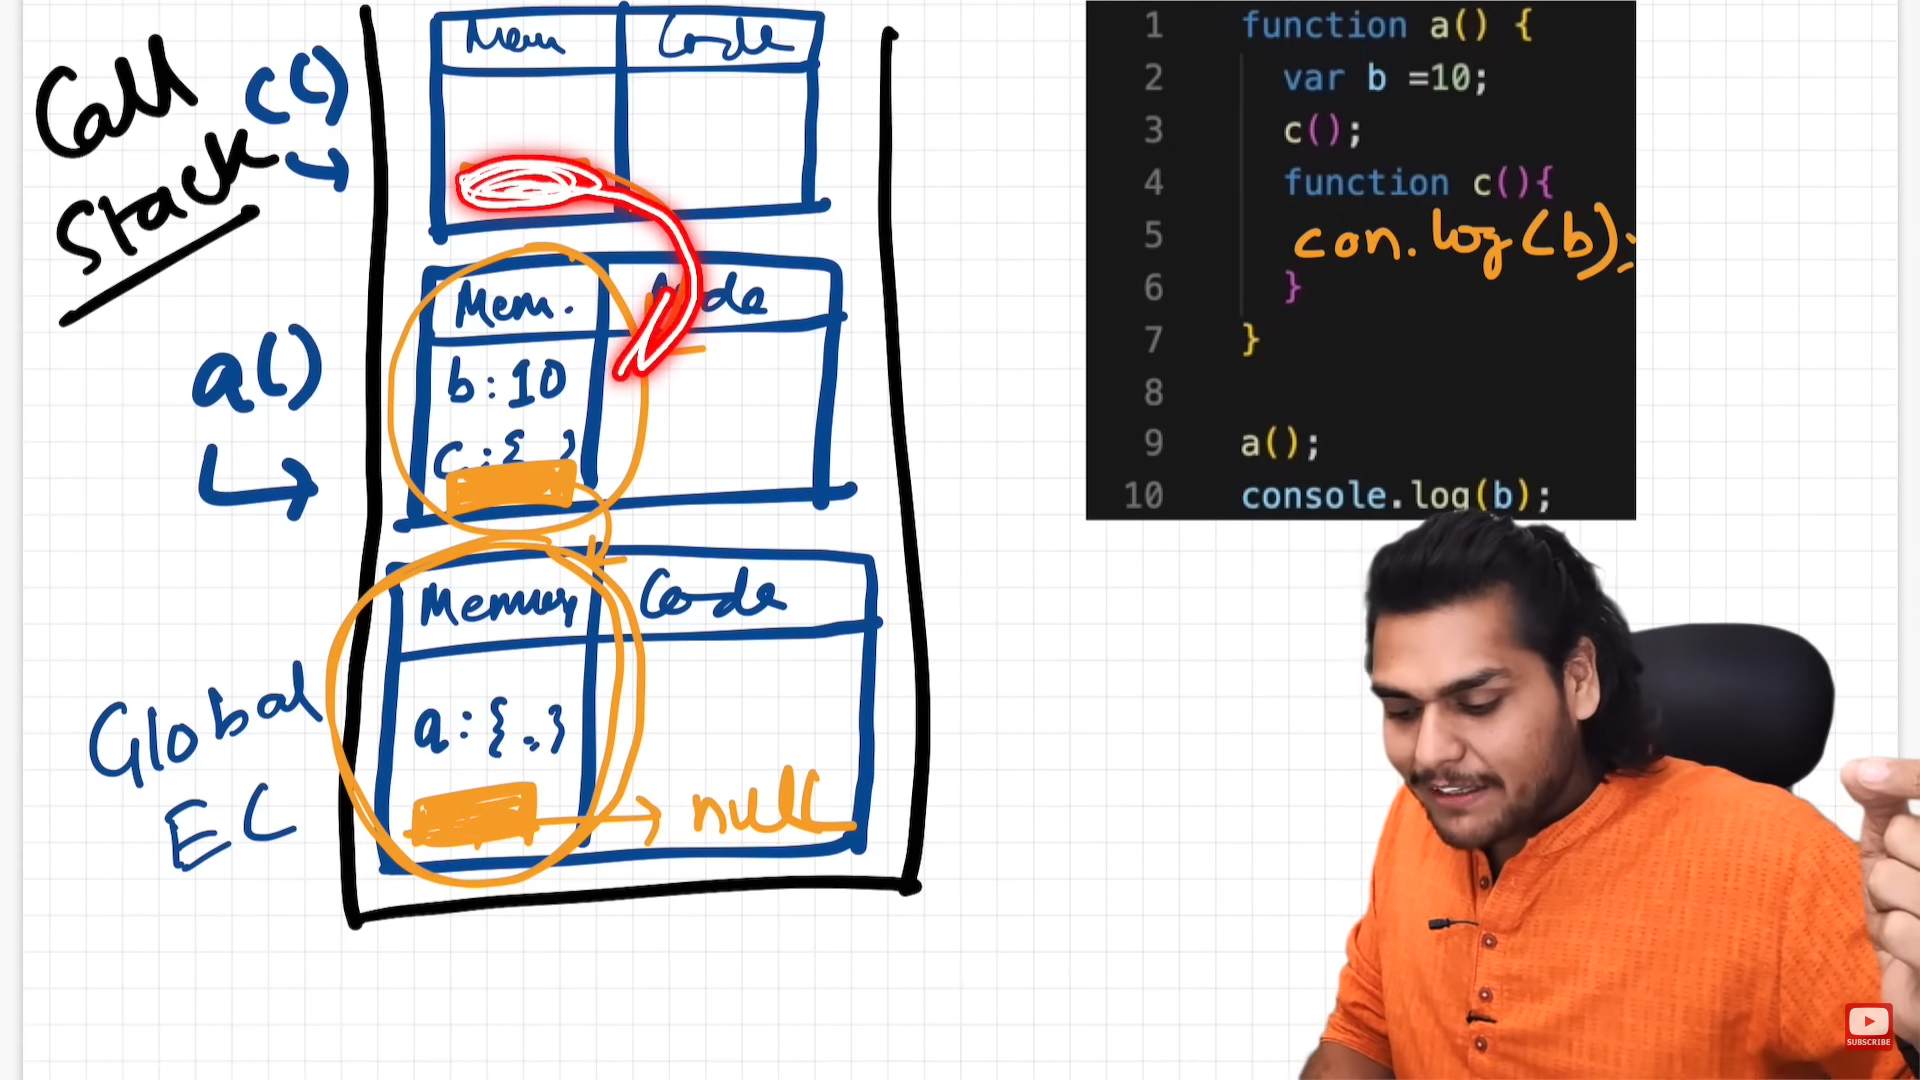 Call
Stack
c()
Mem Code
a()
Mem. Code
b:10
c:{ }
Global
EC
Memory Code
a:{..}
null
1 function a() {
2 var b =10;
3 c();
4 function c(){
5 con.log(b);
6 }
7 }
8
9 a();
10 console.log(b);
SUBSCRIBE